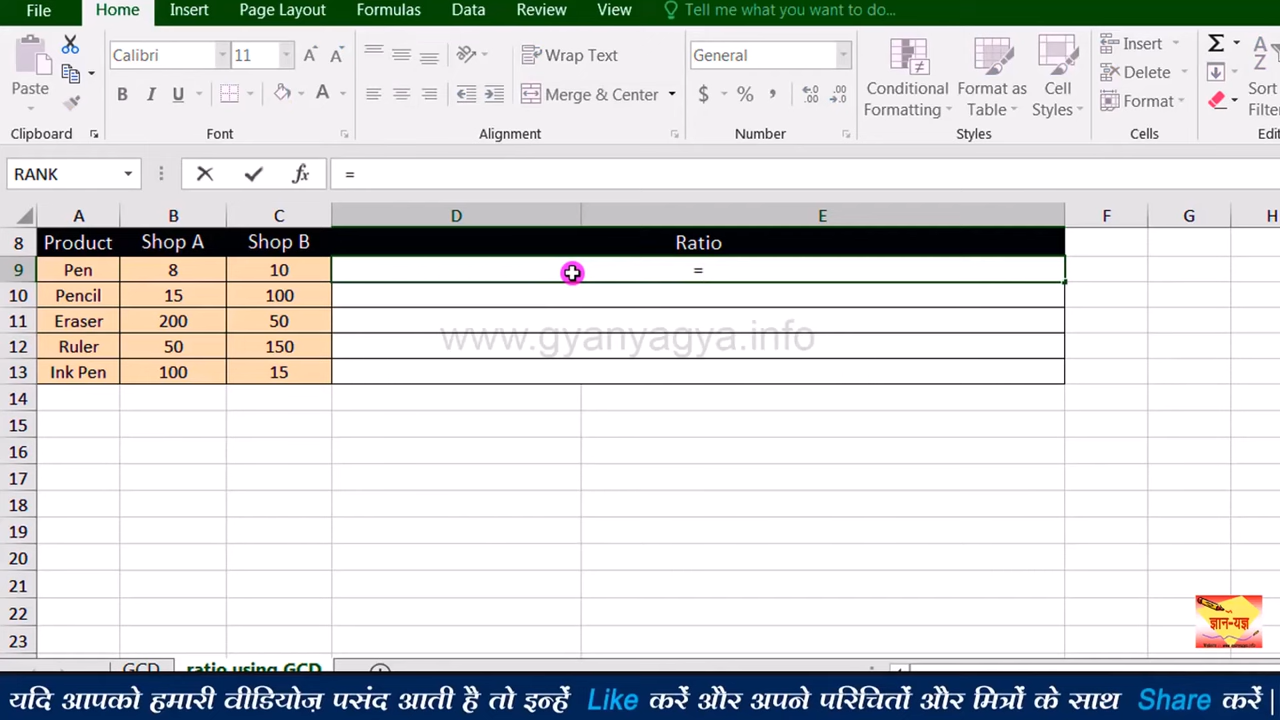 File Home Insert Page Layout Formulas Data Review View Tell me what you want to do...
Calibri 11 Wrap Text General Insert
Paste Conditional Format as Cell Delete
B I U Merge & Center $ % Formatting Table Styles Format
Clipboard Font Alignment Number Styles Cells
RANK fx =
A B C D E F G H
8 Product Shop A Shop B Ratio
9 Pen 8 10 =
10 Pencil 15 100
11 Eraser 200 50
www.gyanyagya.info
12 Ruler 50 150
13 Ink Pen 100 15
14
15
16
17
18
19
20
21
22
ज्ञान-यज्ञ
23
GCD ratio using GCD
यदि आपको हमारी वीडियोज़ पसंद आती है तो इन्हें Like करें और अपने परिचितों और मित्रों के साथ Share करें |